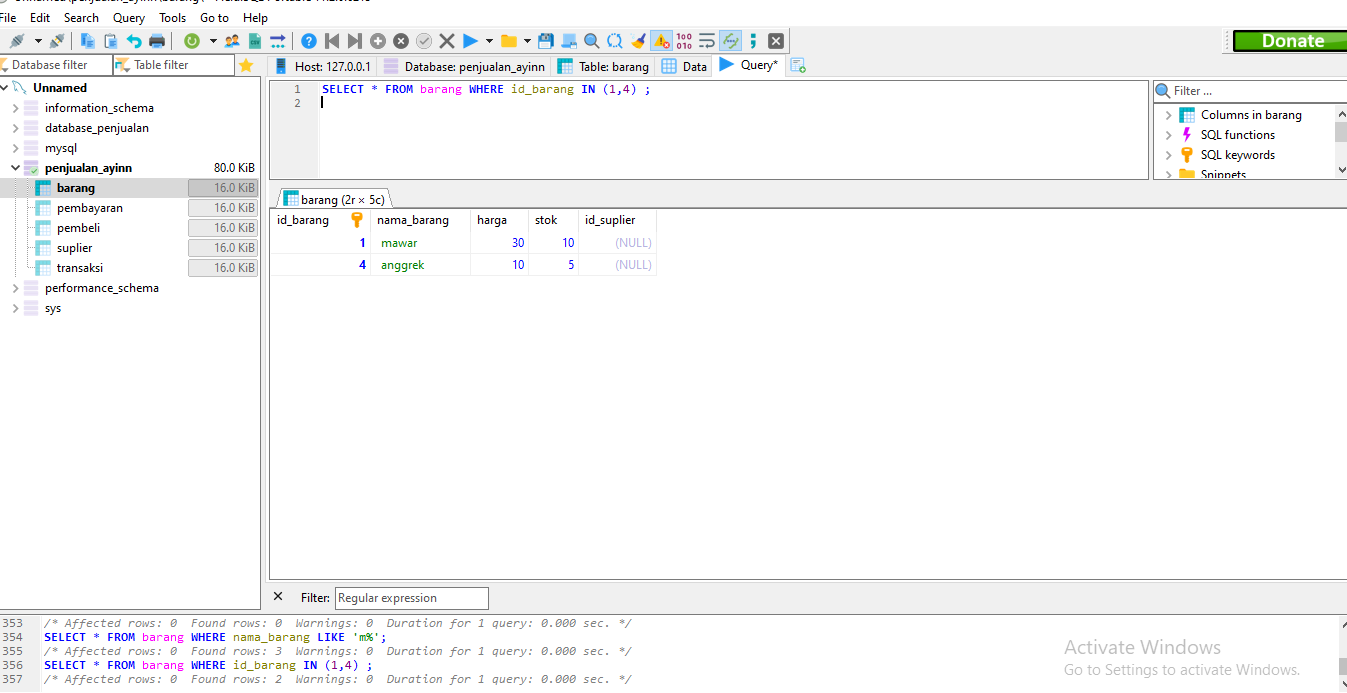 File Edit Search Query Tools Go to Help
Donate
Database filter Table filter
Host: 127.0.0.1 Database: penjualan_ayinn Table: barang Data Query*
Unnamed
information_schema
database_penjualan
mysql
penjualan_ayinn 80.0 KiB
barang 16.0 KiB
pembayaran 16.0 KiB
pembeli 16.0 KiB
suplier 16.0 KiB
transaksi 16.0 KiB
performance_schema
sys
1 SELECT * FROM barang WHERE id_barang IN (1,4) ;
2
Filter ...
Columns in barang
SQL functions
SQL keywords
Snippets
barang (2r × 5c)
id_barang nama_barang harga stok id_suplier
1 mawar 30 10 (NULL)
4 anggrek 10 5 (NULL)
Filter: Regular expression
353 /* Affected rows: 0 Found rows: 0 Warnings: 0 Duration for 1 query: 0.000 sec. */
354 SELECT * FROM barang WHERE nama_barang LIKE 'm%';
355 /* Affected rows: 0 Found rows: 3 Warnings: 0 Duration for 1 query: 0.000 sec. */
356 SELECT * FROM barang WHERE id_barang IN (1,4) ;
357 /* Affected rows: 0 Found rows: 2 Warnings: 0 Duration for 1 query: 0.000 sec. */
Activate Windows
Go to Settings to activate Windows.